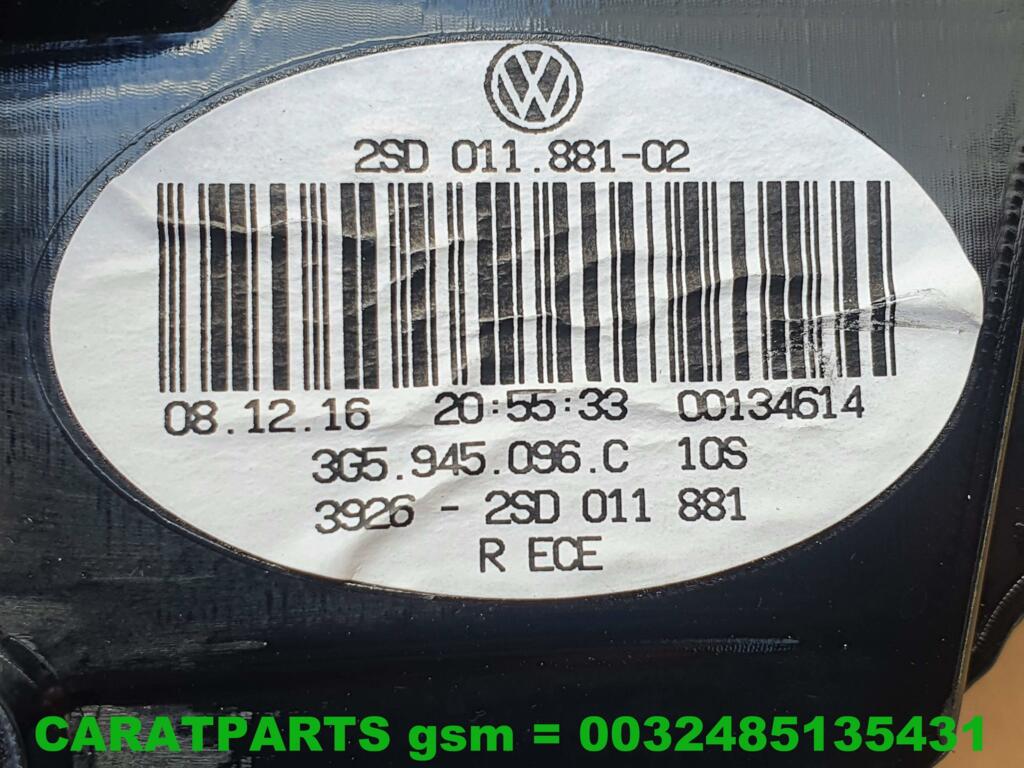 VW
2SD 011.881-02
08.12.16 20:55:33 00134614
3G5.945.096.C 10S
3926 - 2SD 011 881
R ECE
CARATPARTS gsm = 0032485135431